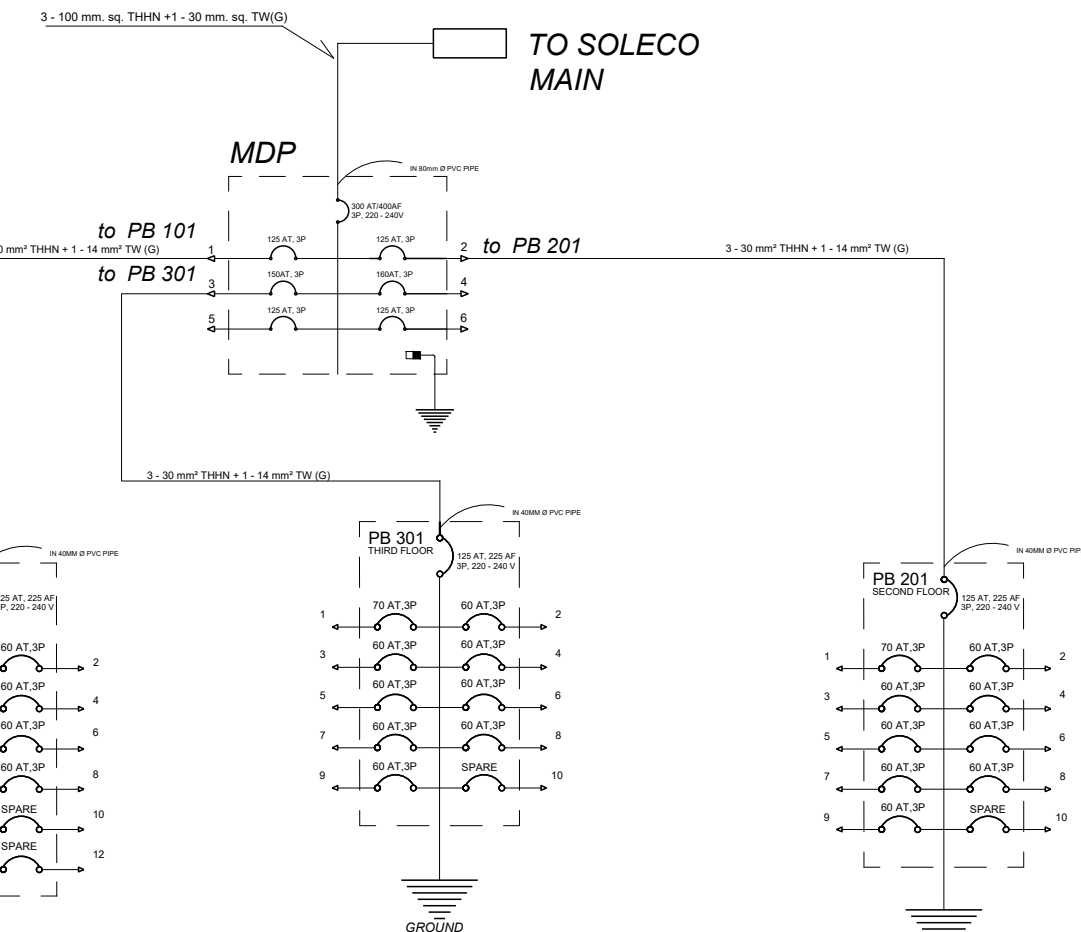 3 - 100 mm. sq. THHN +1 - 30 mm. sq. TW(G)
TO SOLECO
MAIN
MDP
IN 80mm Ø PVC PIPE
300 AT/400AF
3P, 220 - 240V
to PB 101
0 mm² THHN + 1 - 14 mm² TW (G)
1
125 AT, 3P
125 AT, 3P
2
to PB 201
3 - 30 mm² THHN + 1 - 14 mm² TW (G)
to PB 301
3
150AT, 3P
160AT, 3P
4
5
125 AT, 3P
125 AT, 3P
6
3 - 30 mm² THHN + 1 - 14 mm² TW (G)
IN 40MM Ø PVC PIPE
25 AT, 225 AF
P, 220 - 240 V
60 AT,3P
2
60 AT,3P
4
60 AT,3P
6
60 AT,3P
8
SPARE
10
SPARE
12
IN 40MM Ø PVC PIPE
PB 301
THIRD FLOOR
125 AT, 225 AF
3P, 220 - 240 V
1
70 AT,3P
60 AT,3P
2
3
60 AT,3P
60 AT,3P
4
5
60 AT,3P
60 AT,3P
6
7
60 AT,3P
60 AT,3P
8
9
60 AT,3P
SPARE
10
GROUND
IN 40MM Ø PVC PIP
PB 201
SECOND FLOOR
125 AT, 225 AF
3P, 220 - 240 V
1
70 AT,3P
60 AT,3P
2
3
60 AT,3P
60 AT,3P
4
5
60 AT,3P
60 AT,3P
6
7
60 AT,3P
60 AT,3P
8
9
60 AT,3P
SPARE
10